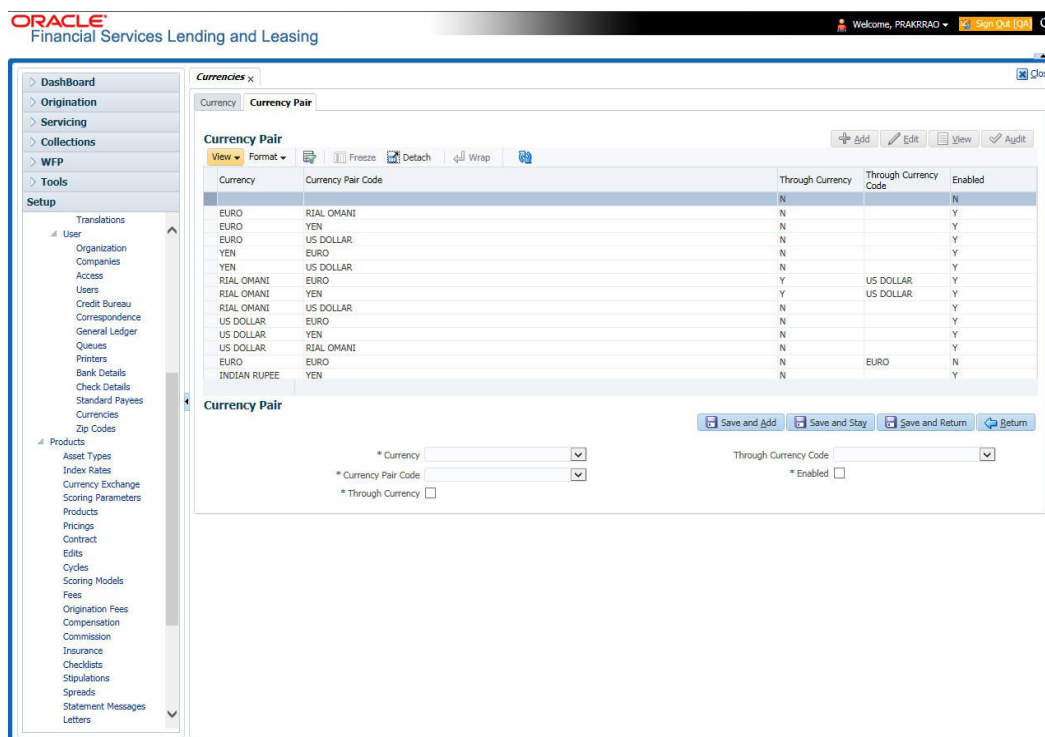 ORACLE
Financial Services Lending and Leasing
Welcome, PRAKRRAO
Sign Out [QA]
DashBoard
Origination
Servicing
Collections
WFP
Tools
Setup
Translations
User
Organization
Companies
Access
Users
Credit Bureau
Correspondence
General Ledger
Queues
Printers
Bank Details
Check Details
Standard Payees
Currencies
Zip Codes
Products
Asset Types
Index Rates
Currency Exchange
Scoring Parameters
Products
Pricings
Contract
Edits
Cycles
Scoring Models
Fees
Origination Fees
Compensation
Commission
Insurance
Checklists
Stipulations
Spreads
Statement Messages
Letters
Currencies
Clos
Currency Currency Pair
Currency Pair
Add Edit View Audit
View Format Freeze Detach Wrap
Currency Currency Pair Code Through Currency Through Currency Code Enabled
N N
EURO RIAL OMANI N Y
EURO YEN N Y
EURO US DOLLAR N Y
YEN EURO N Y
YEN US DOLLAR N Y
RIAL OMANI EURO Y US DOLLAR Y
RIAL OMANI YEN Y US DOLLAR Y
RIAL OMANI US DOLLAR N Y
US DOLLAR EURO N Y
US DOLLAR YEN N Y
US DOLLAR RIAL OMANI N Y
EURO EURO N EURO N
INDIAN RUPEE YEN N Y
Currency Pair
Save and Add Save and Stay Save and Return Return
* Currency Through Currency Code
* Currency Pair Code * Enabled
* Through Currency